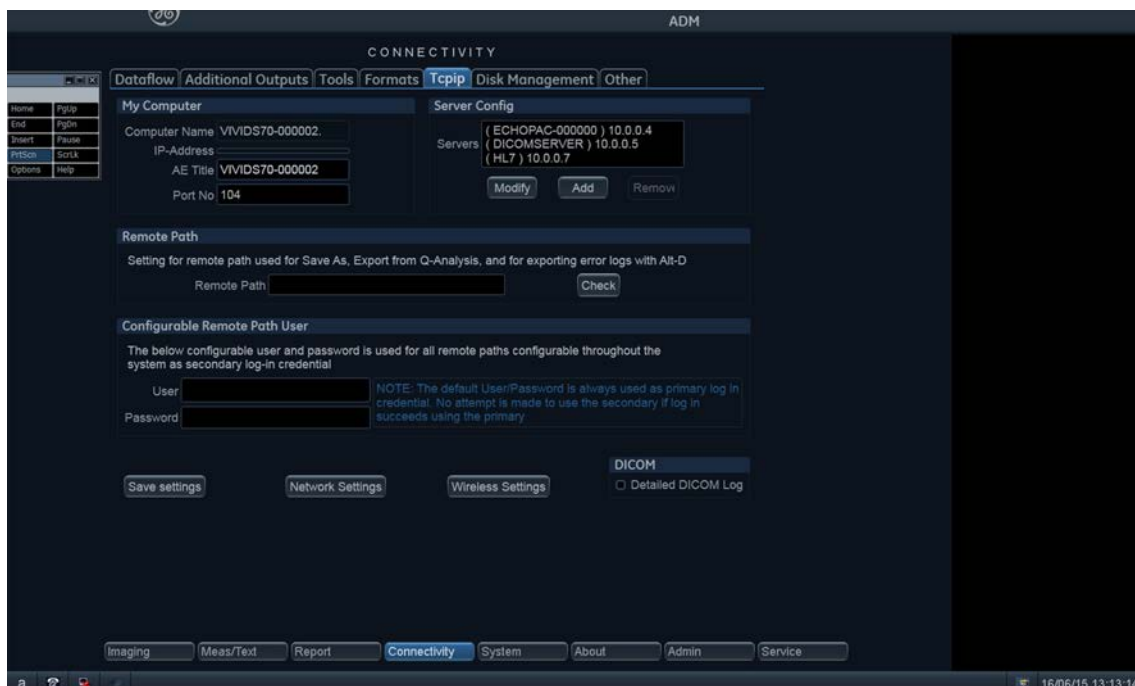 ADM
CONNECTIVITY
Dataflow Additional Outputs Tools Formats Tcpip Disk Management Other
Home PgUp
End PgDn
Insert Pause
PrtScn ScrLk
Options Help
My Computer
Computer Name VIVIDS70-000002.
IP-Address
AE Title VIVIDS70-000002
Port No 104
Server Config
Servers
( ECHOPAC-000000 ) 10.0.0.4
( DICOMSERVER ) 10.0.0.5
( HL7 ) 10.0.0.7
Modify Add Remove
Remote Path
Setting for remote path used for Save As, Export from Q-Analysis, and for exporting error logs with Alt-D
Remote Path Check
Configurable Remote Path User
The below configurable user and password is used for all remote paths configurable throughout the
system as secondary log-in credential
User
Password
NOTE: The default User/Password is always used as primary log in
credential. No attempt is made to use the secondary if log in
succeeds using the primary
DICOM
Detailed DICOM Log
Save settings Network Settings Wireless Settings
Imaging Meas/Text Report Connectivity System About Admin Service
a 16/06/15 13:13:14